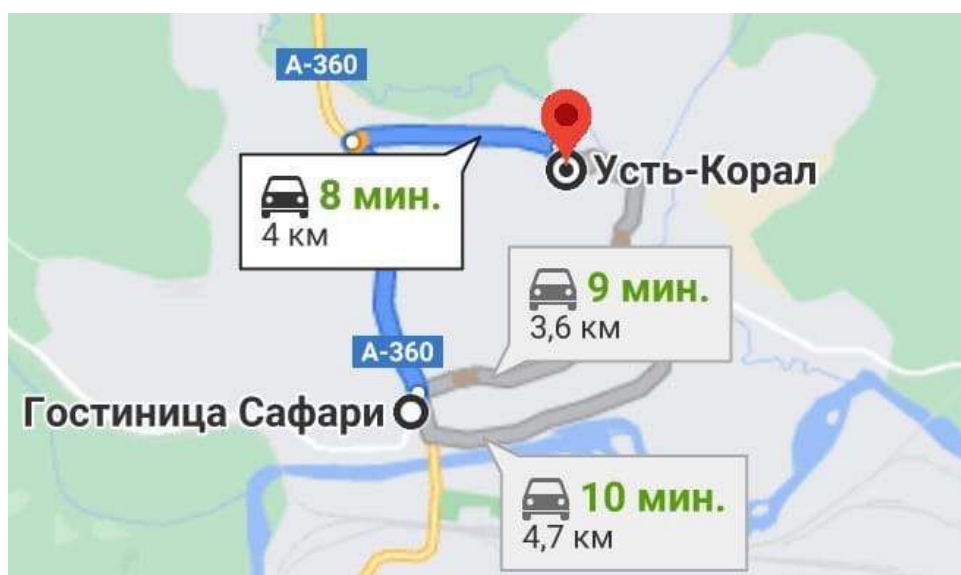 А-360
8 мин.
4 км
Усть-Корал
9 мин.
3,6 км
А-360
Гостиница Сафари
10 мин.
4,7 км